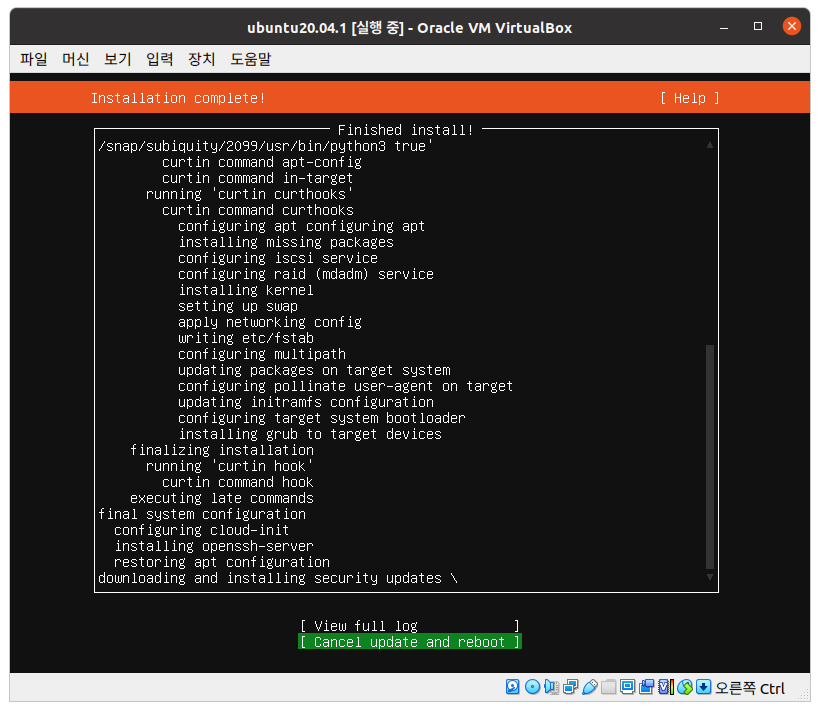 ubuntu20.04.1 [실행 중] - Oracle VM VirtualBox
파일 머신 보기 입력 장치 도움말
Installation complete! [ Help ]
Finished install!
/snap/subiquity/2099/usr/bin/python3 true'
curtin command apt-config
curtin command in-target
running 'curtin curthooks'
curtin command curthooks
configuring apt configuring apt
installing missing packages
configuring iscsi service
configuring raid (mdadm) service
installing kernel
setting up swap
apply networking config
writing etc/fstab
configuring multipath
updating packages on target system
configuring pollinate user-agent on target
updating initramfs configuration
configuring target system bootloader
installing grub to target devices
finalizing installation
running 'curtin hook'
curtin command hook
executing late commands
final system configuration
configuring cloud-init
installing openssh-server
restoring apt configuration
downloading and installing security updates \
[ View full log ]
[ Cancel update and reboot ]
오른쪽 Ctrl